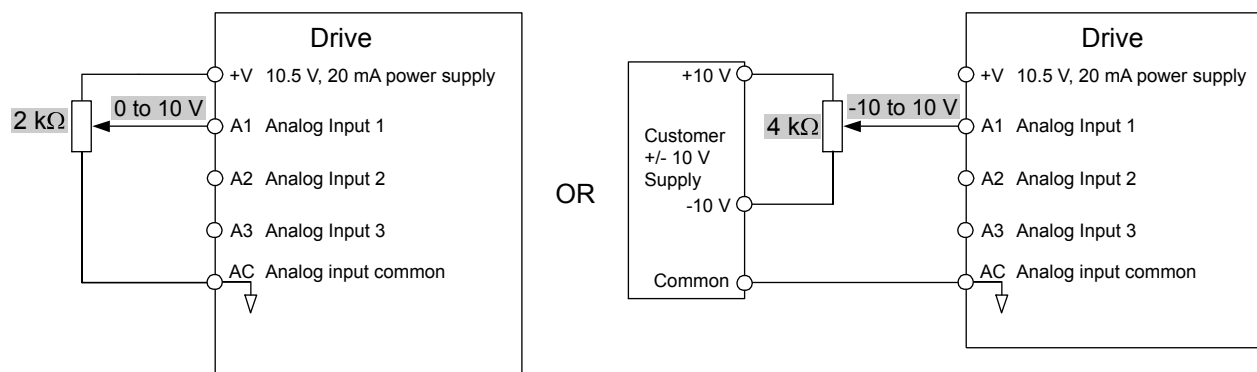 Drive
+V 10.5 V, 20 mA power supply
2 kΩ
0 to 10 V
A1 Analog Input 1
A2 Analog Input 2
A3 Analog Input 3
AC Analog input common
OR
+10 V
Customer
+/- 10 V
Supply
-10 V
Common
4 kΩ
-10 to 10 V
Drive
+V 10.5 V, 20 mA power supply
A1 Analog Input 1
A2 Analog Input 2
A3 Analog Input 3
AC Analog input common